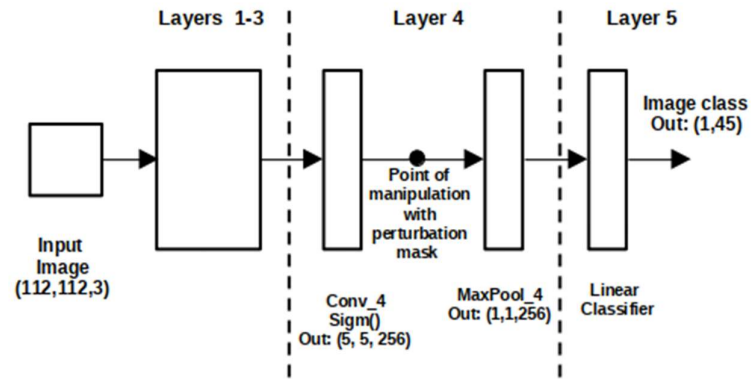 Layers 1-3
Layer 4
Layer 5
Input
Image
(112,112,3)
Conv_4
Sigm()
Out: (5, 5, 256)
Point of
manipulation
with
perturbation
mask
MaxPool_4
Out: (1,1,256)
Linear
Classifier
Image class
Out: (1,45)